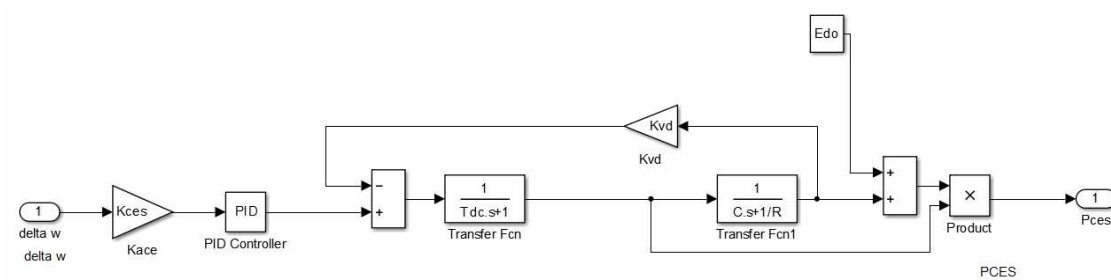 Edo
Kvd
Kvd
1
delta w
delta w
Kces
Kace
PID
PID Controller
−
+
1
Tdc.s+1
Transfer Fcn
1
C.s+1/R
Transfer Fcn1
+
+
×
Product
1
Pces
PCES